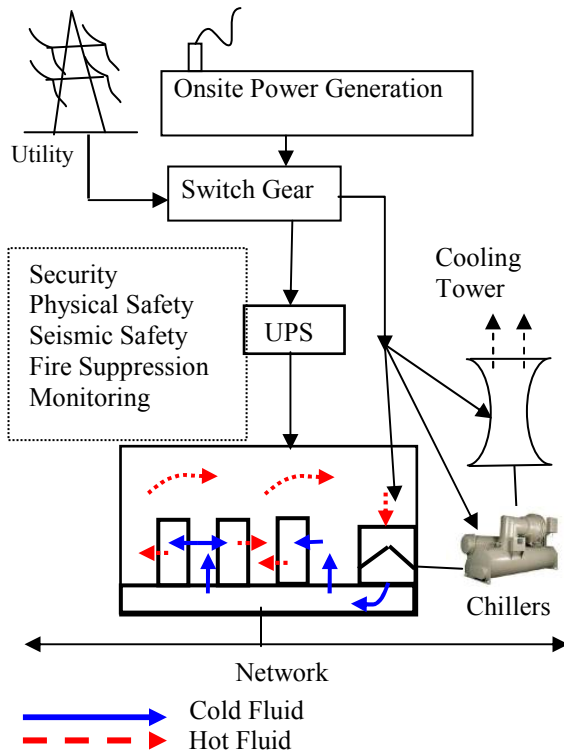 Onsite Power Generation
Utility
Switch Gear
Security
Physical Safety
Seismic Safety
Fire Suppression
Monitoring
UPS
Cooling
Tower
Chillers
Network
Cold Fluid
Hot Fluid